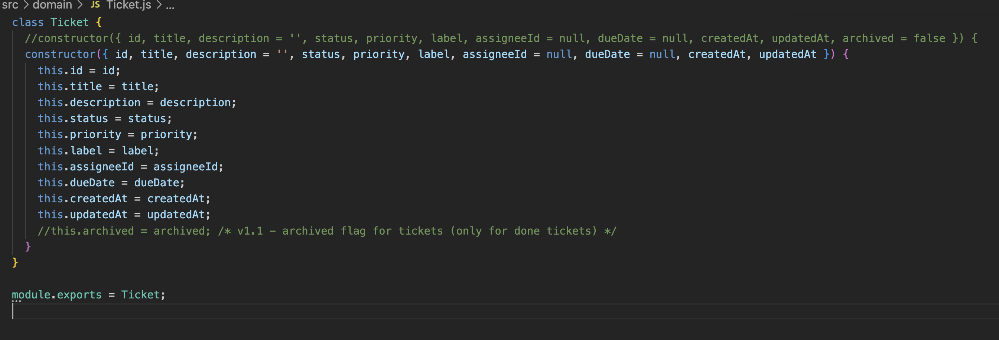 src > domain > JS Ticket.js > ...
class Ticket {
  //constructor({ id, title, description = '', status, priority, label, assigneeId = null, dueDate = null, createdAt, updatedAt, archived = false }) {
  constructor({ id, title, description = '', status, priority, label, assigneeId = null, dueDate = null, createdAt, updatedAt }) {
    this.id = id;
    this.title = title;
    this.description = description;
    this.status = status;
    this.priority = priority;
    this.label = label;
    this.assigneeId = assigneeId;
    this.dueDate = dueDate;
    this.createdAt = createdAt;
    this.updatedAt = updatedAt;
    //this.archived = archived; /* v1.1 - archived flag for tickets (only for done tickets) */
  }
}
module.exports = Ticket;